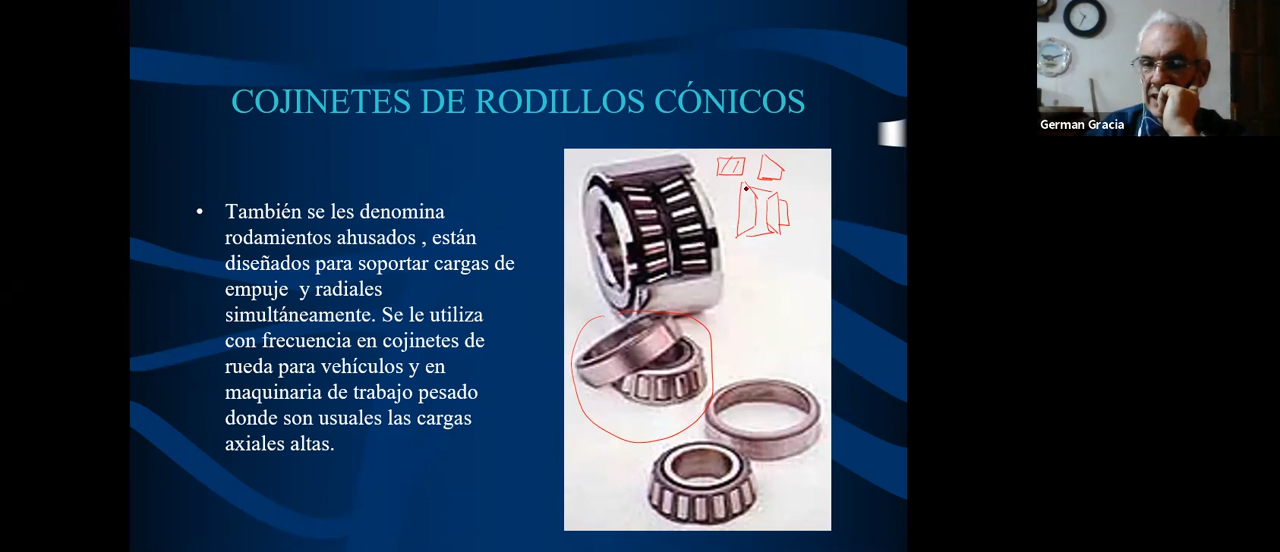 COJINETES DE RODILLOS CÓNICOS
• También se les denomina
rodamientos ahusados , están
diseñados para soportar cargas de
empuje  y radiales
simultáneamente. Se le utiliza
con frecuencia en cojinetes de
rueda para vehículos y en
maquinaria de trabajo pesado
donde son usuales las cargas
axiales altas.
German Gracia